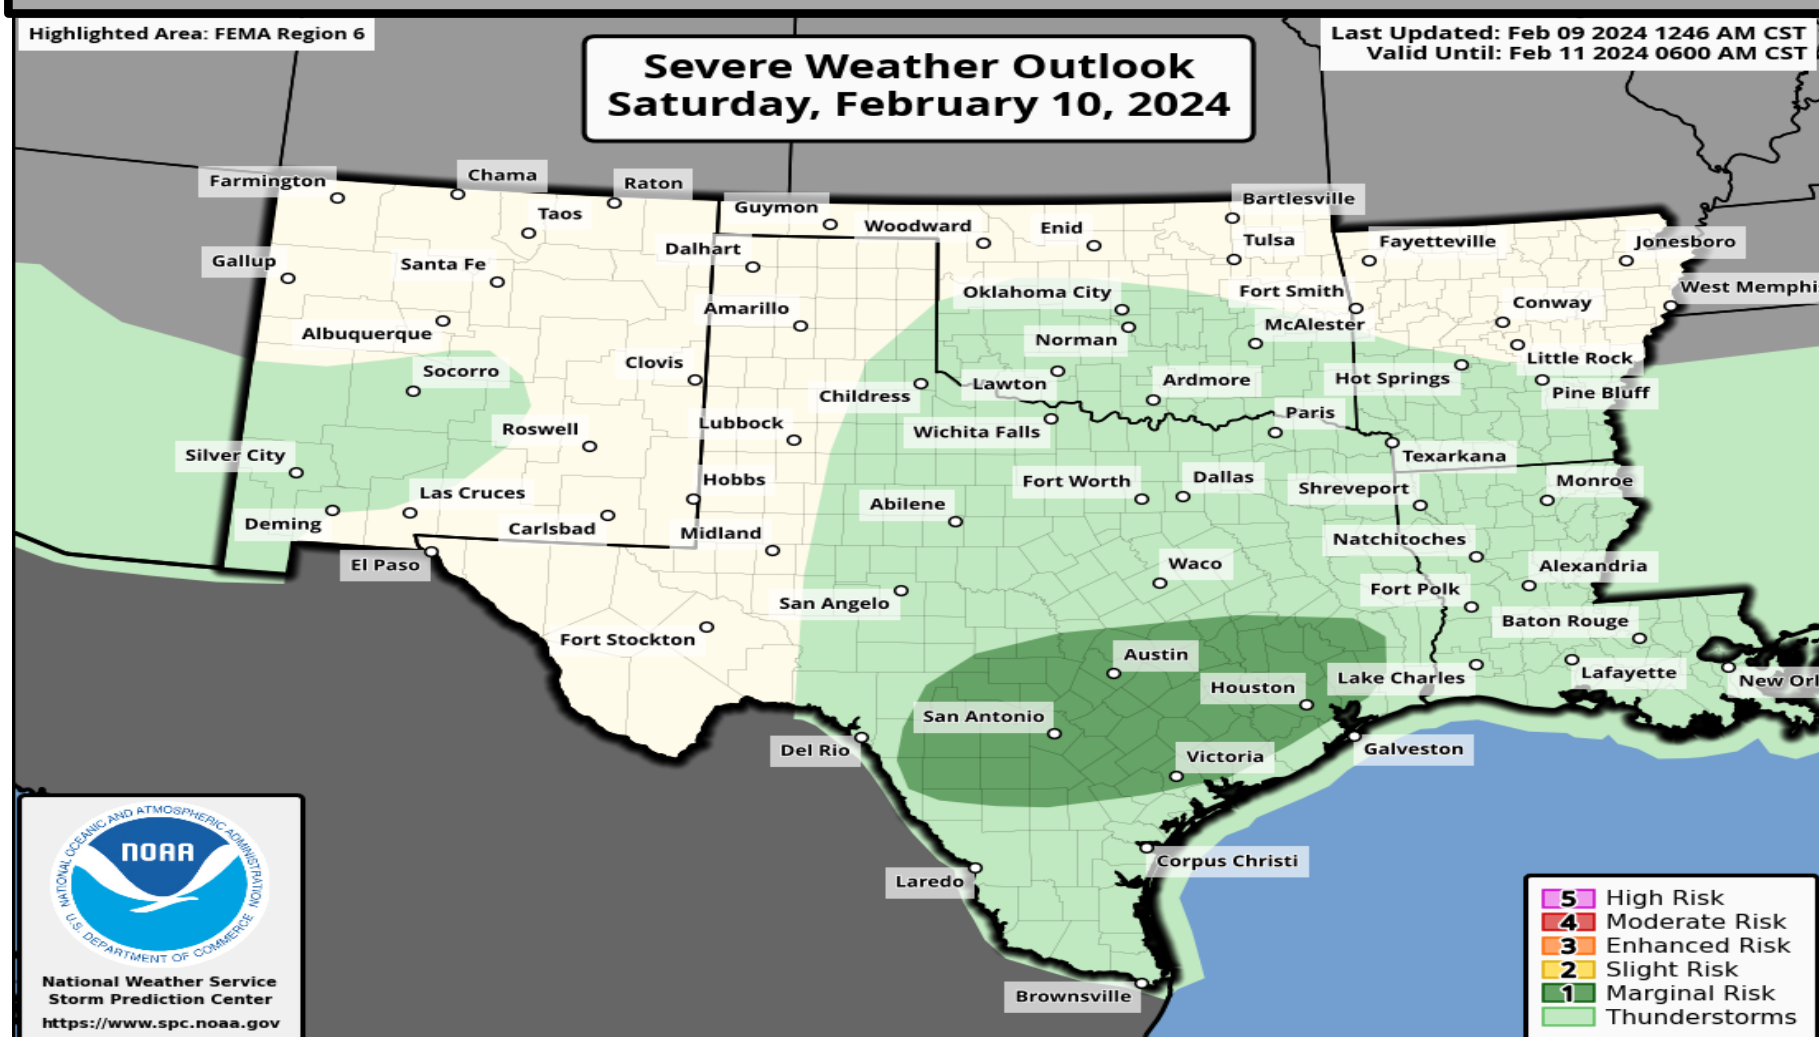 Highlighted Area: FEMA Region 6
Last Updated: Feb 09 2024 1246 AM CST
Valid Until: Feb 11 2024 0600 AM CST
Severe Weather Outlook
Saturday, February 10, 2024
Farmington
Chama
Raton
Taos
Guymon
Woodward
Enid
Bartlesville
Tulsa
Fayetteville
Jonesboro
Gallup
Santa Fe
Dalhart
Oklahoma City
Fort Smith
Conway
West Memphi
Albuquerque
Amarillo
Norman
McAlester
Little Rock
Socorro
Clovis
Childress
Lawton
Ardmore
Hot Springs
Pine Bluff
Roswell
Lubbock
Wichita Falls
Paris
Texarkana
Silver City
Las Cruces
Hobbs
Fort Worth
Dallas
Shreveport
Monroe
Deming
Carlsbad
Midland
Abilene
Natchitoches
El Paso
San Angelo
Waco
Fort Polk
Alexandria
Fort Stockton
Baton Rouge
Austin
Houston
Lake Charles
Lafayette
New Orl
San Antonio
Del Rio
Victoria
Galveston
Laredo
Corpus Christi
Brownsville
NATIONAL OCEANIC AND ATMOSPHERIC ADMINISTRATION
NOAA
U.S. DEPARTMENT OF COMMERCE
National Weather Service
Storm Prediction Center
https://www.spc.noaa.gov
5 High Risk
4 Moderate Risk
3 Enhanced Risk
2 Slight Risk
1 Marginal Risk
Thunderstorms